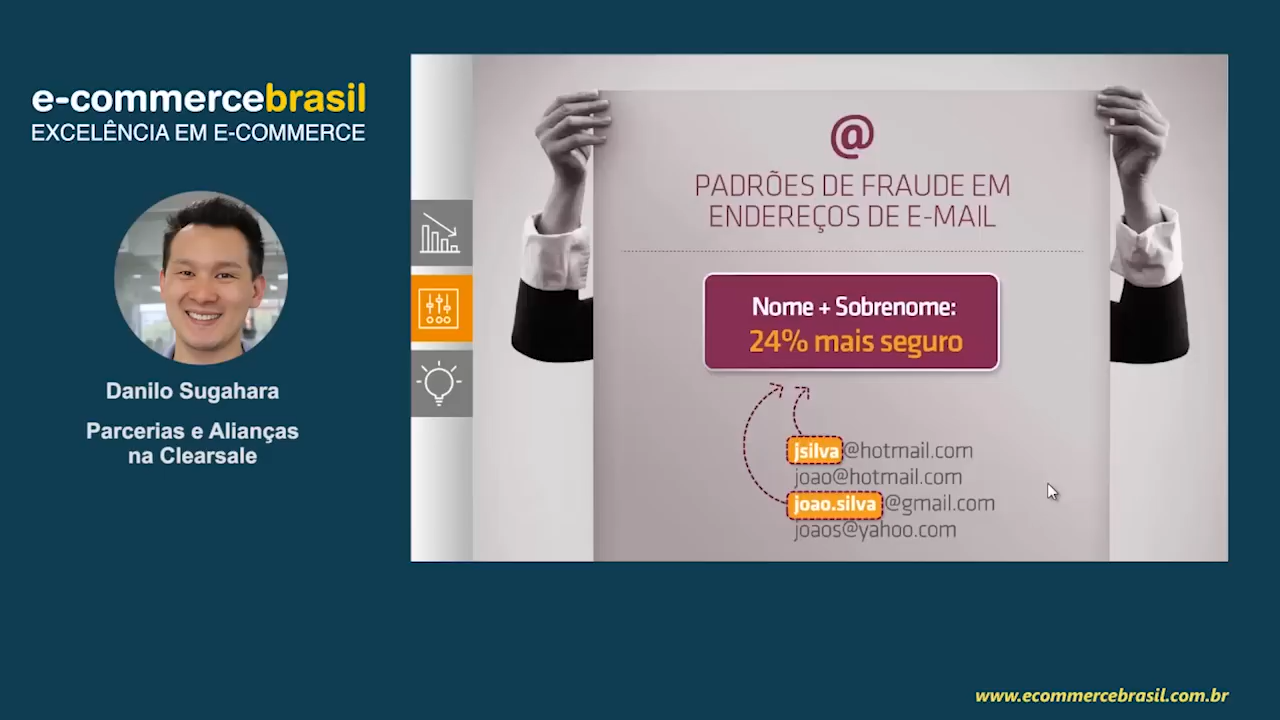 e-commercebrasil
EXCELÊNCIA EM E-COMMERCE
Danilo Sugahara
Parcerias e Alianças
na Clearsale
@
PADRÕES DE FRAUDE EM
ENDEREÇOS DE E-MAIL
Nome + Sobrenome:
24% mais seguro
jsilva@hotmail.com
joao@hotmail.com
joao.silva@gmail.com
joaos@yahoo.com
www.ecommercebrasil.com.br